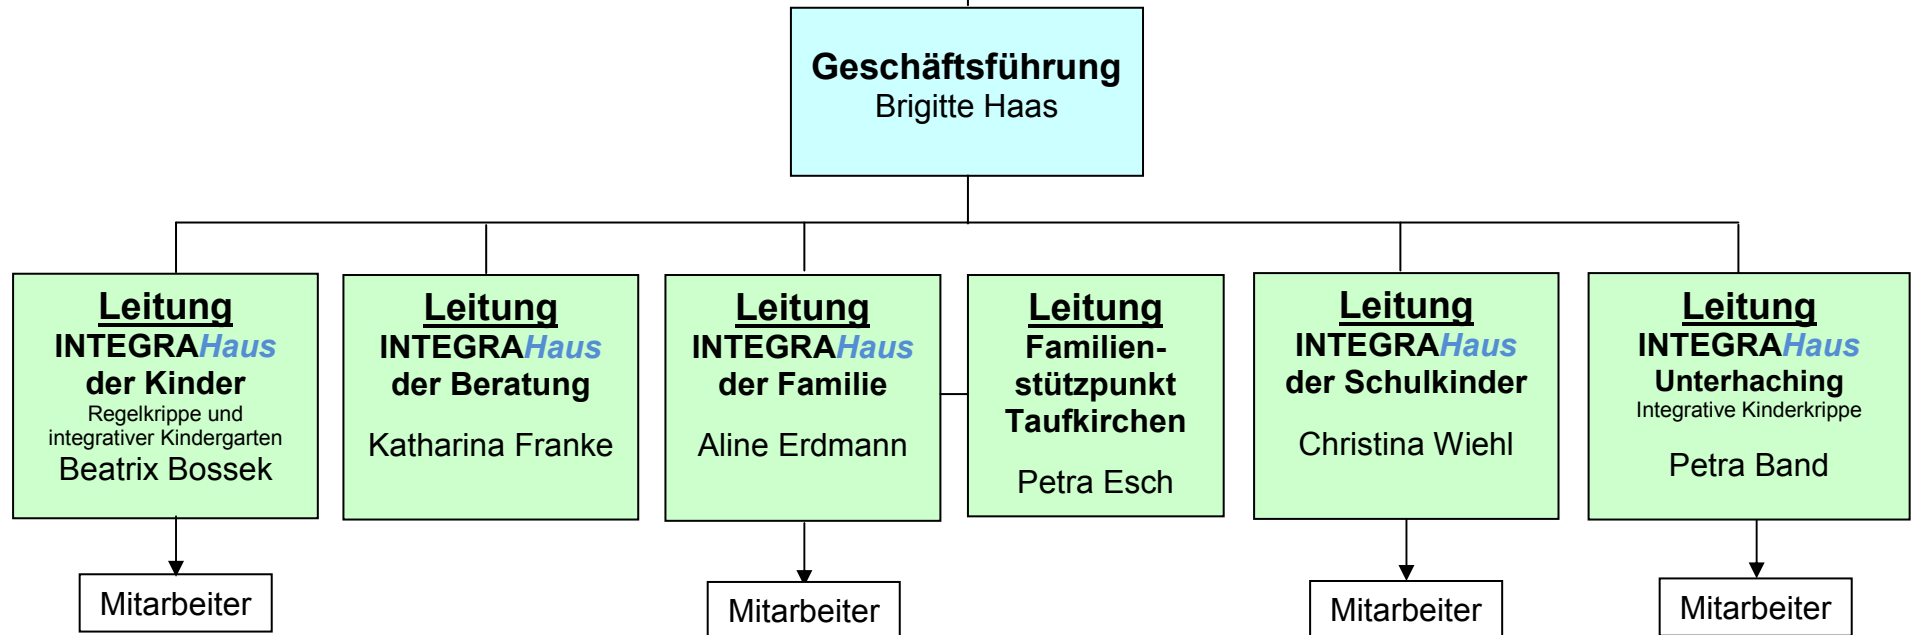 Geschäftsführung
Brigitte Haas
Leitung
INTEGRAHaus
der Kinder
Regelkrippe und
integrativer Kindergarten
Beatrix Bossek
Leitung
INTEGRAHaus
der Beratung
Katharina Franke
Leitung
INTEGRAHaus
der Familie
Aline Erdmann
Leitung
Familien-
stützpunkt
Taufkirchen
Petra Esch
Leitung
INTEGRAHaus
der Schulkinder
Christina Wiehl
Leitung
INTEGRAHaus
Unterhaching
Integrative Kinderkrippe
Petra Band
Mitarbeiter
Mitarbeiter
Mitarbeiter
Mitarbeiter